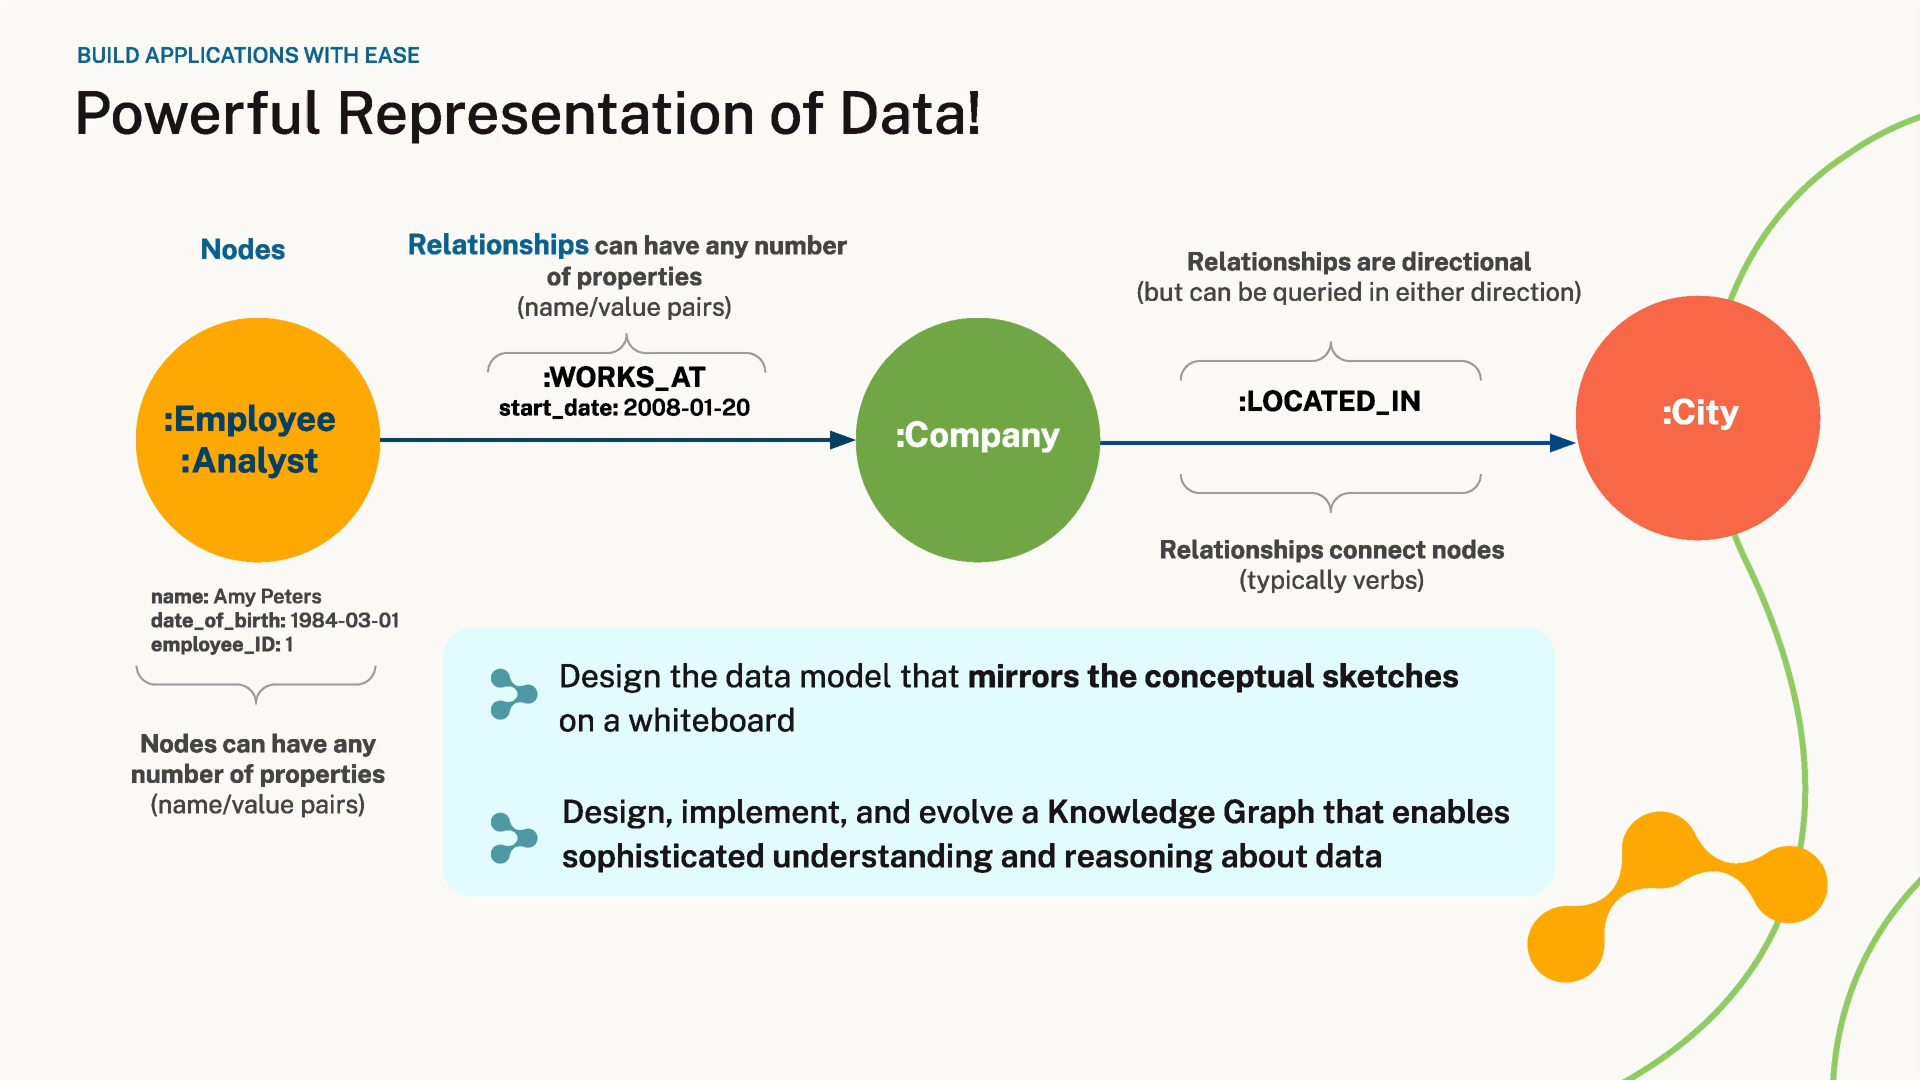 BUILD APPLICATIONS WITH EASE
Powerful Representation of Data!
Nodes
Relationships can have any number
of properties
(name/value pairs)
Relationships are directional
(but can be queried in either direction)
:WORKS_AT
start_date: 2008-01-20
:LOCATED_IN
:Employee
:Analyst
:Company
:City
Relationships connect nodes
(typically verbs)
name: Amy Peters
date_of_birth: 1984-03-01
employee_ID: 1
Nodes can have any
number of properties
(name/value pairs)
Design the data model that mirrors the conceptual sketches
on a whiteboard
Design, implement, and evolve a Knowledge Graph that enables
sophisticated understanding and reasoning about data